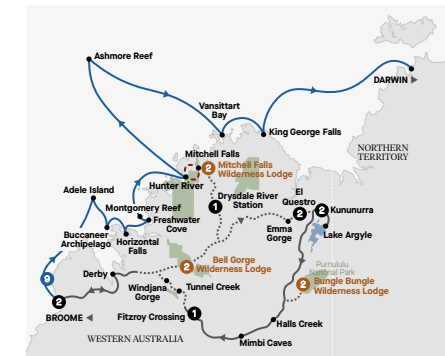 Ashmore Reef
DARWIN
Vansittart
Bay
King George Falls
NORTHERN
TERRITORY
Mitchell Falls
2
Mitchell Falls
Wilderness Lodge
Hunter River
Adele Island
Montgomery Reef
Freshwater
Cove
1
Drysdale River
Station
El
Questro
2
2
Kununurra
Buccaneer
Archipelago
Horizontal
Falls
Emma
Gorge
Lake Argyle
Derby
2
Bell Gorge
Wilderness Lodge
Purnululu
National Park
9
2
Bungle Bungle
Wilderness Lodge
Windjana
Gorge
Tunnel Creek
2
BROOME
Fitzroy Crossing
1
Halls Creek
WESTERN AUSTRALIA
Mimbi Caves